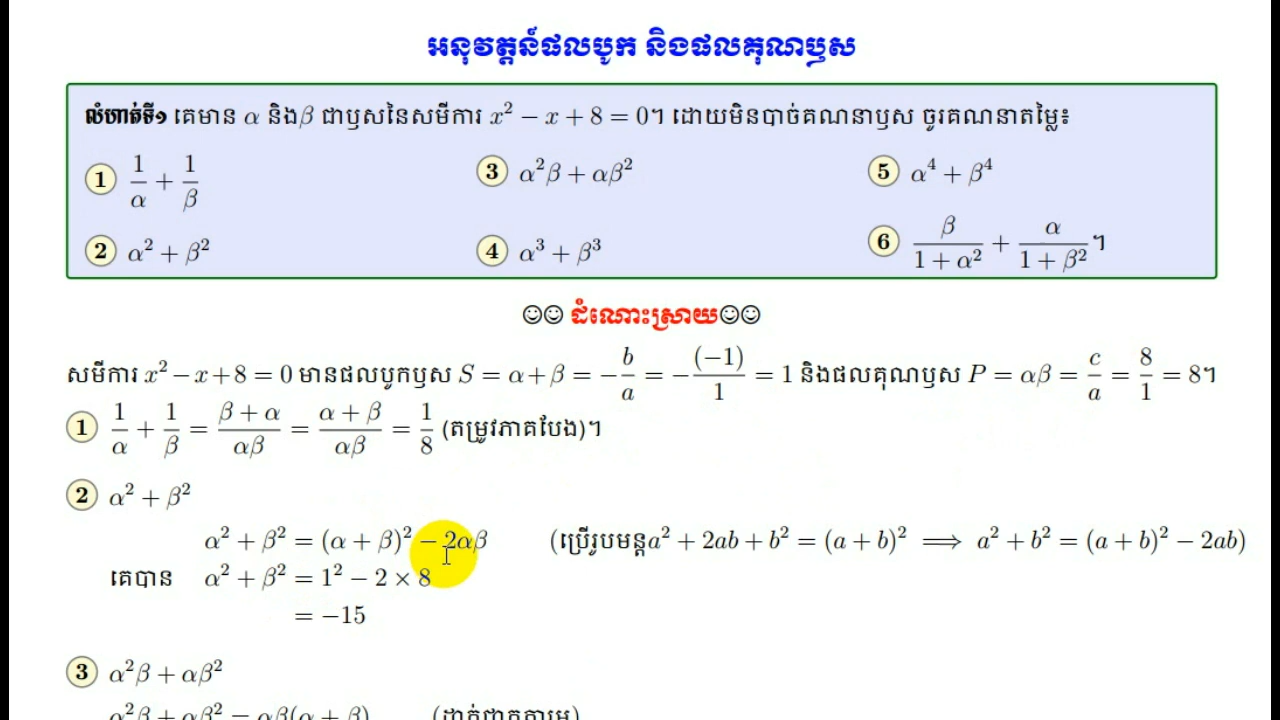 អនុវត្តន៍ផលបូក និងផលគុណឫស
លំហាត់ទី១ គេមាន α និងβ ជាឫសនៃសមីការ x² − x + 8 = 0។ ដោយមិនបាច់គណនាឫស ចូរគណនាតម្លៃ៖
1 1/α + 1/β
2 α² + β²
3 α²β + αβ²
4 α³ + β³
5 α⁴ + β⁴
6 β/(1 + α²) + α/(1 + β²)។
☺☺ ដំណោះស្រាយ☺☺
សមីការ x² − x + 8 = 0 មានផលបូកឫស S = α + β = −b/a = −(−1)/1 = 1 និងផលគុណឫស P = αβ = c/a = 8/1 = 8។
1 1/α + 1/β = (β + α)/αβ = (α + β)/αβ = 1/8 (តម្រូវភាគបែង)។
2 α² + β²
α² + β² = (α + β)² − 2αβ (ប្រើរូបមន្តa² + 2ab + b² = (a + b)² ⟹ a² + b² = (a + b)² − 2ab)
គេបាន α² + β² = 1² − 2 × 8
= −15
3 α²β + αβ²
α²β + αβ² = αβ(α + β)